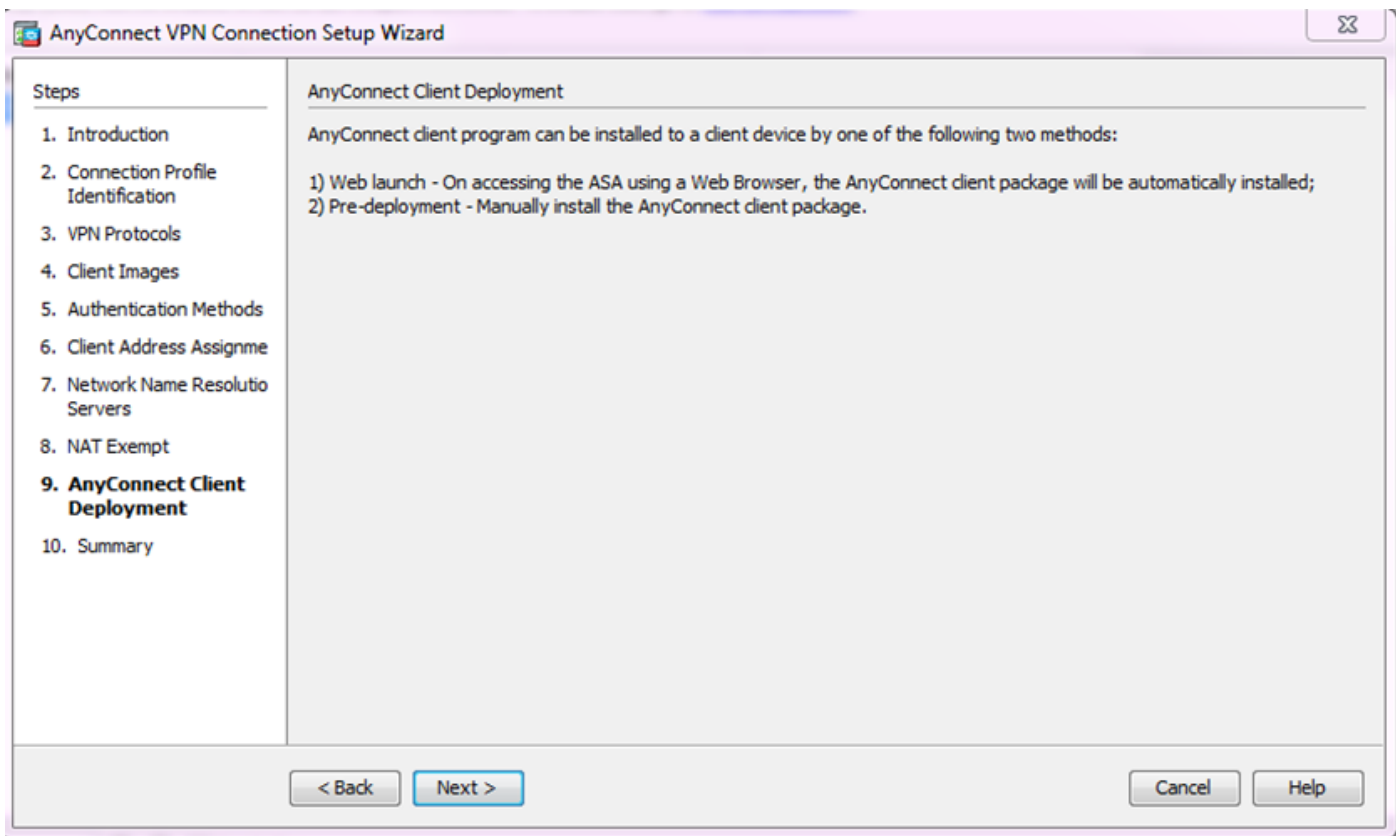 AnyConnect VPN Connection Setup Wizard
Steps
1. Introduction
2. Connection Profile
Identification
3. VPN Protocols
4. Client Images
5. Authentication Methods
6. Client Address Assignme
7. Network Name Resolutio
Servers
8. NAT Exempt
9. AnyConnect Client
Deployment
10. Summary
AnyConnect Client Deployment
AnyConnect client program can be installed to a client device by one of the following two methods:
1) Web launch - On accessing the ASA using a Web Browser, the AnyConnect client package will be automatically installed;
2) Pre-deployment - Manually install the AnyConnect client package.
< Back
Next >
Cancel
Help